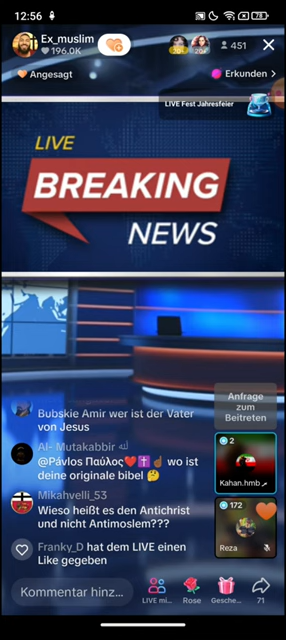 12:56
78
Ex_muslim
196.0K
451
Angesagt
Erkunden >
LIVE Fest Jahresfeier
LIVE
BREAKING
NEWS
Bubskie Amir wer ist der Vater
von Jesus
Al- Mutakabbir
@Pávlos Παύλος❤️✝️☝🏽 wo ist
deine originale bibel 🤔
Mikahvelli_53
Wieso heißt es den Antichrist
und nicht Antimoslem???
Franky_D hat dem LIVE einen
Like gegeben
Anfrage
zum
Beitreten
2
Kahan.hmb
172
Reza
Kommentar hinz...
LIVE mi...
Rose
Gesche...
71